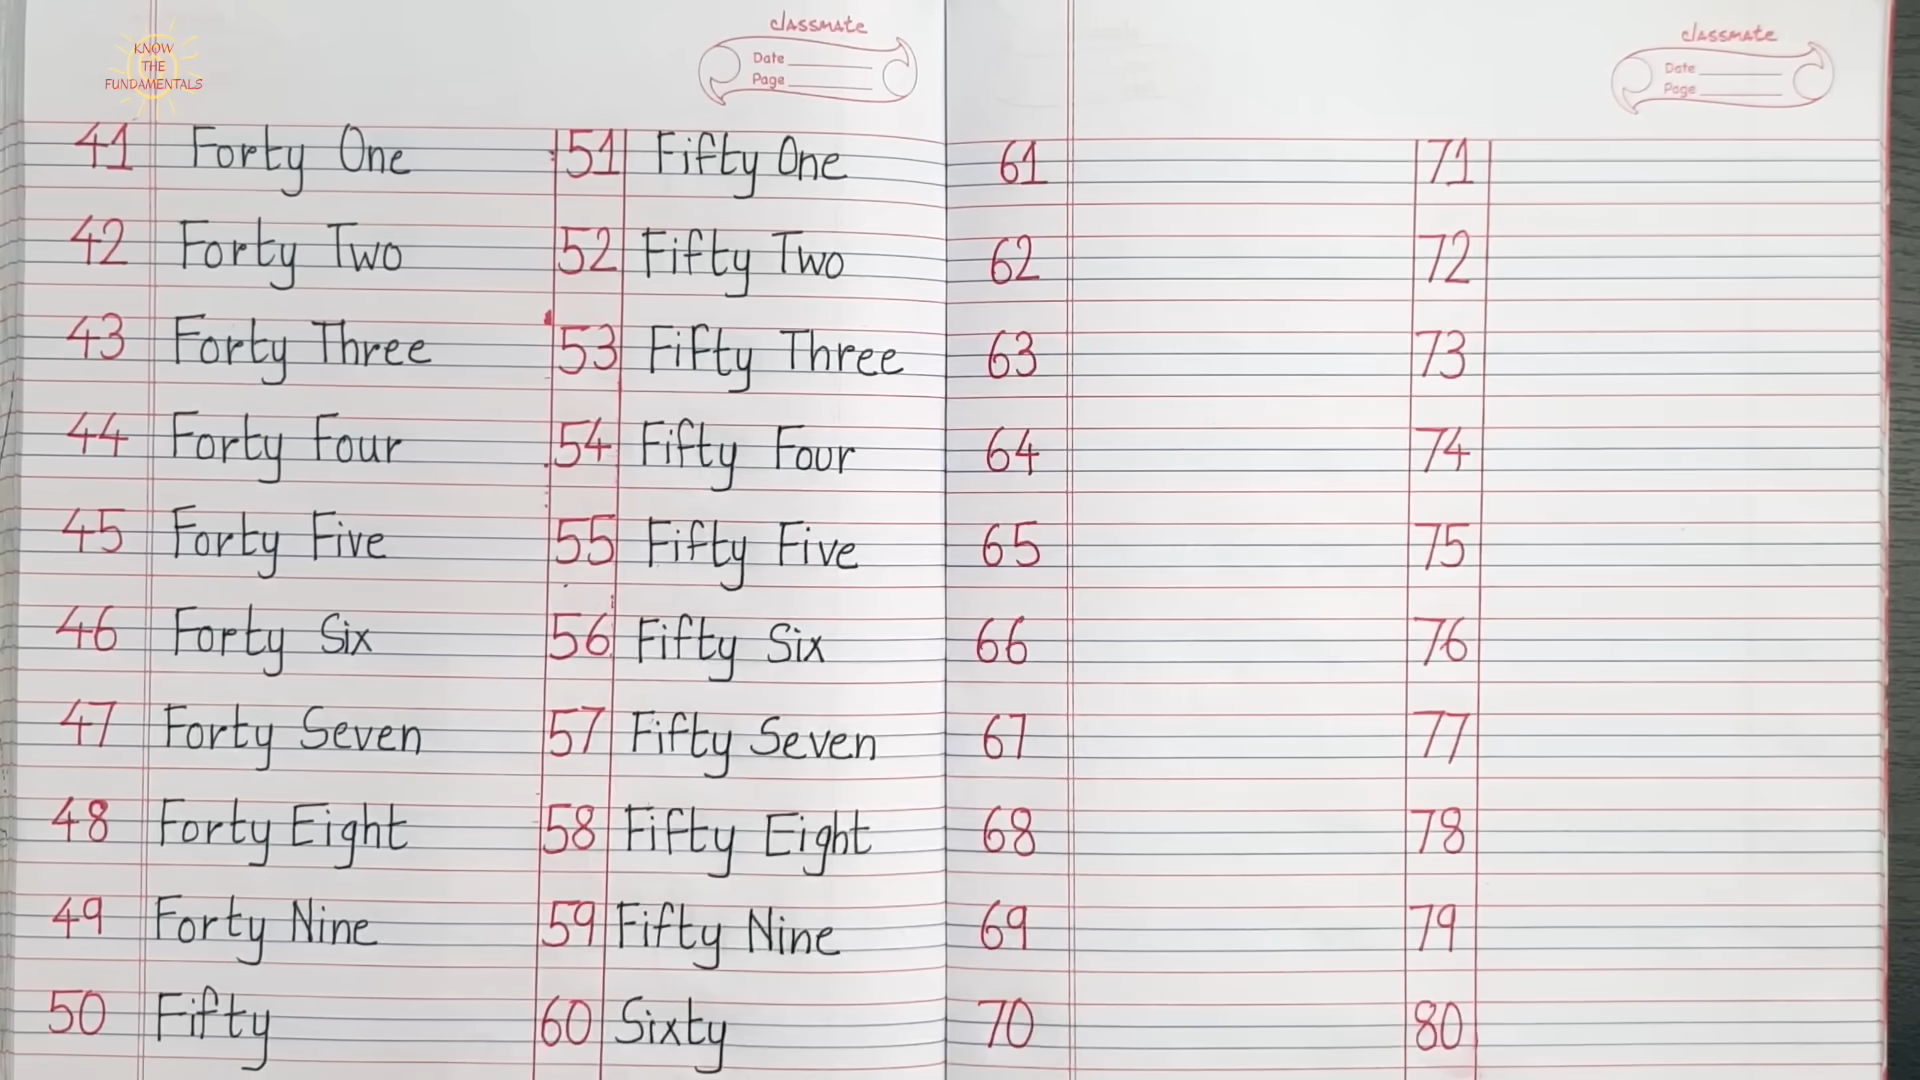 KNOW
THE
FUNDAMENTALS
classmate
Date
Page
classmate
Date
Page
41 Forty One 51 Fifty One 61 71
42 Forty Two 52 Fifty Two 62 72
43 Forty Three 53 Fifty Three 63 73
44 Forty Four 54 Fifty Four 64 74
45 Forty Five 55 Fifty Five 65 75
46 Forty Six 56 Fifty Six 66 76
47 Forty Seven 57 Fifty Seven 67 77
48 Forty Eight 58 Fifty Eight 68 78
49 Forty Nine 59 Fifty Nine 69 79
50 Fifty 60 Sixty 70 80